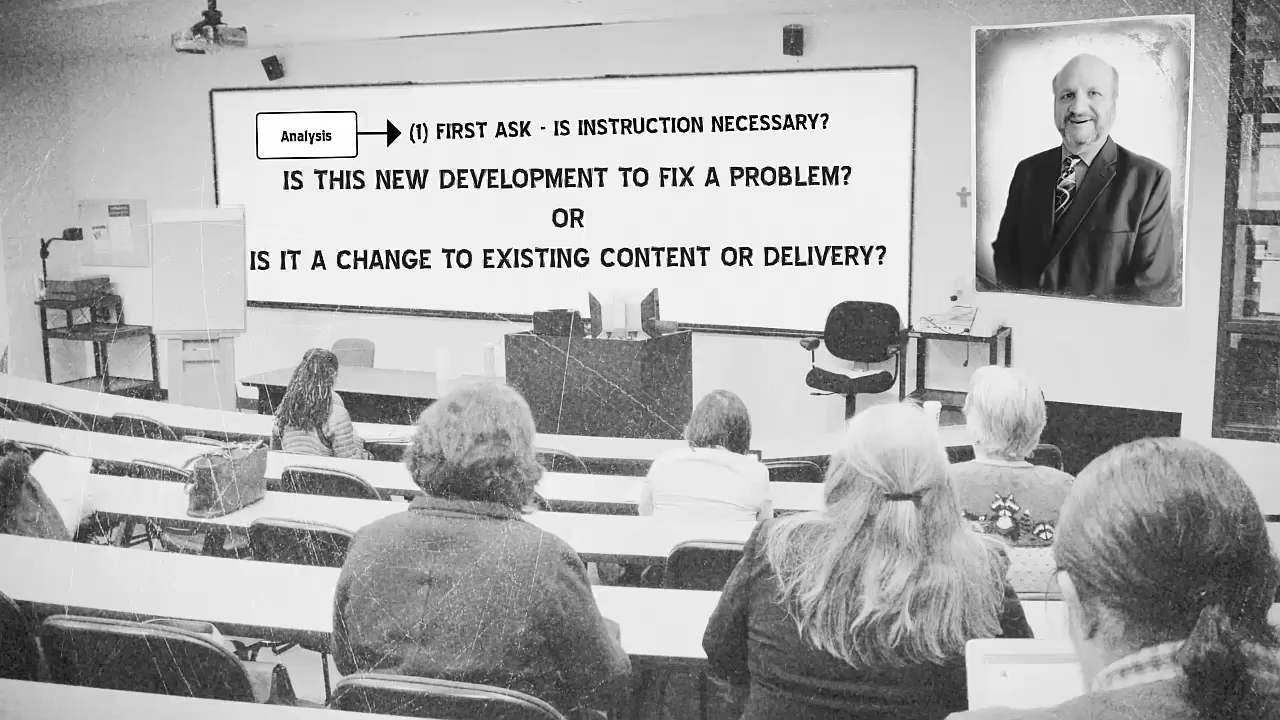 Analysis
(1) FIRST ASK - IS INSTRUCTION NECESSARY?
IS THIS NEW DEVELOPMENT TO FIX A PROBLEM?
OR
IS IT A CHANGE TO EXISTING CONTENT OR DELIVERY?